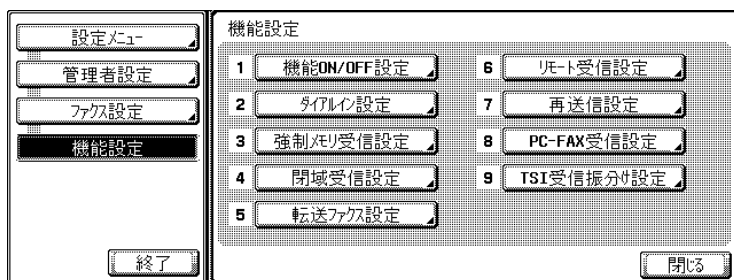 設定ﾒﾆｭｰ
管理者設定
ﾌｧｸｽ設定
機能設定
終了
機能設定
1 機能ON/OFF設定
2 ﾀﾞｲｱﾙｲﾝ設定
3 強制ﾒﾓﾘ受信設定
4 閉域受信設定
5 転送ﾌｧｸｽ設定
6 ﾘﾓｰﾄ受信設定
7 再送信設定
8 PC-FAX受信設定
9 TSI受信振分け設定
閉じる